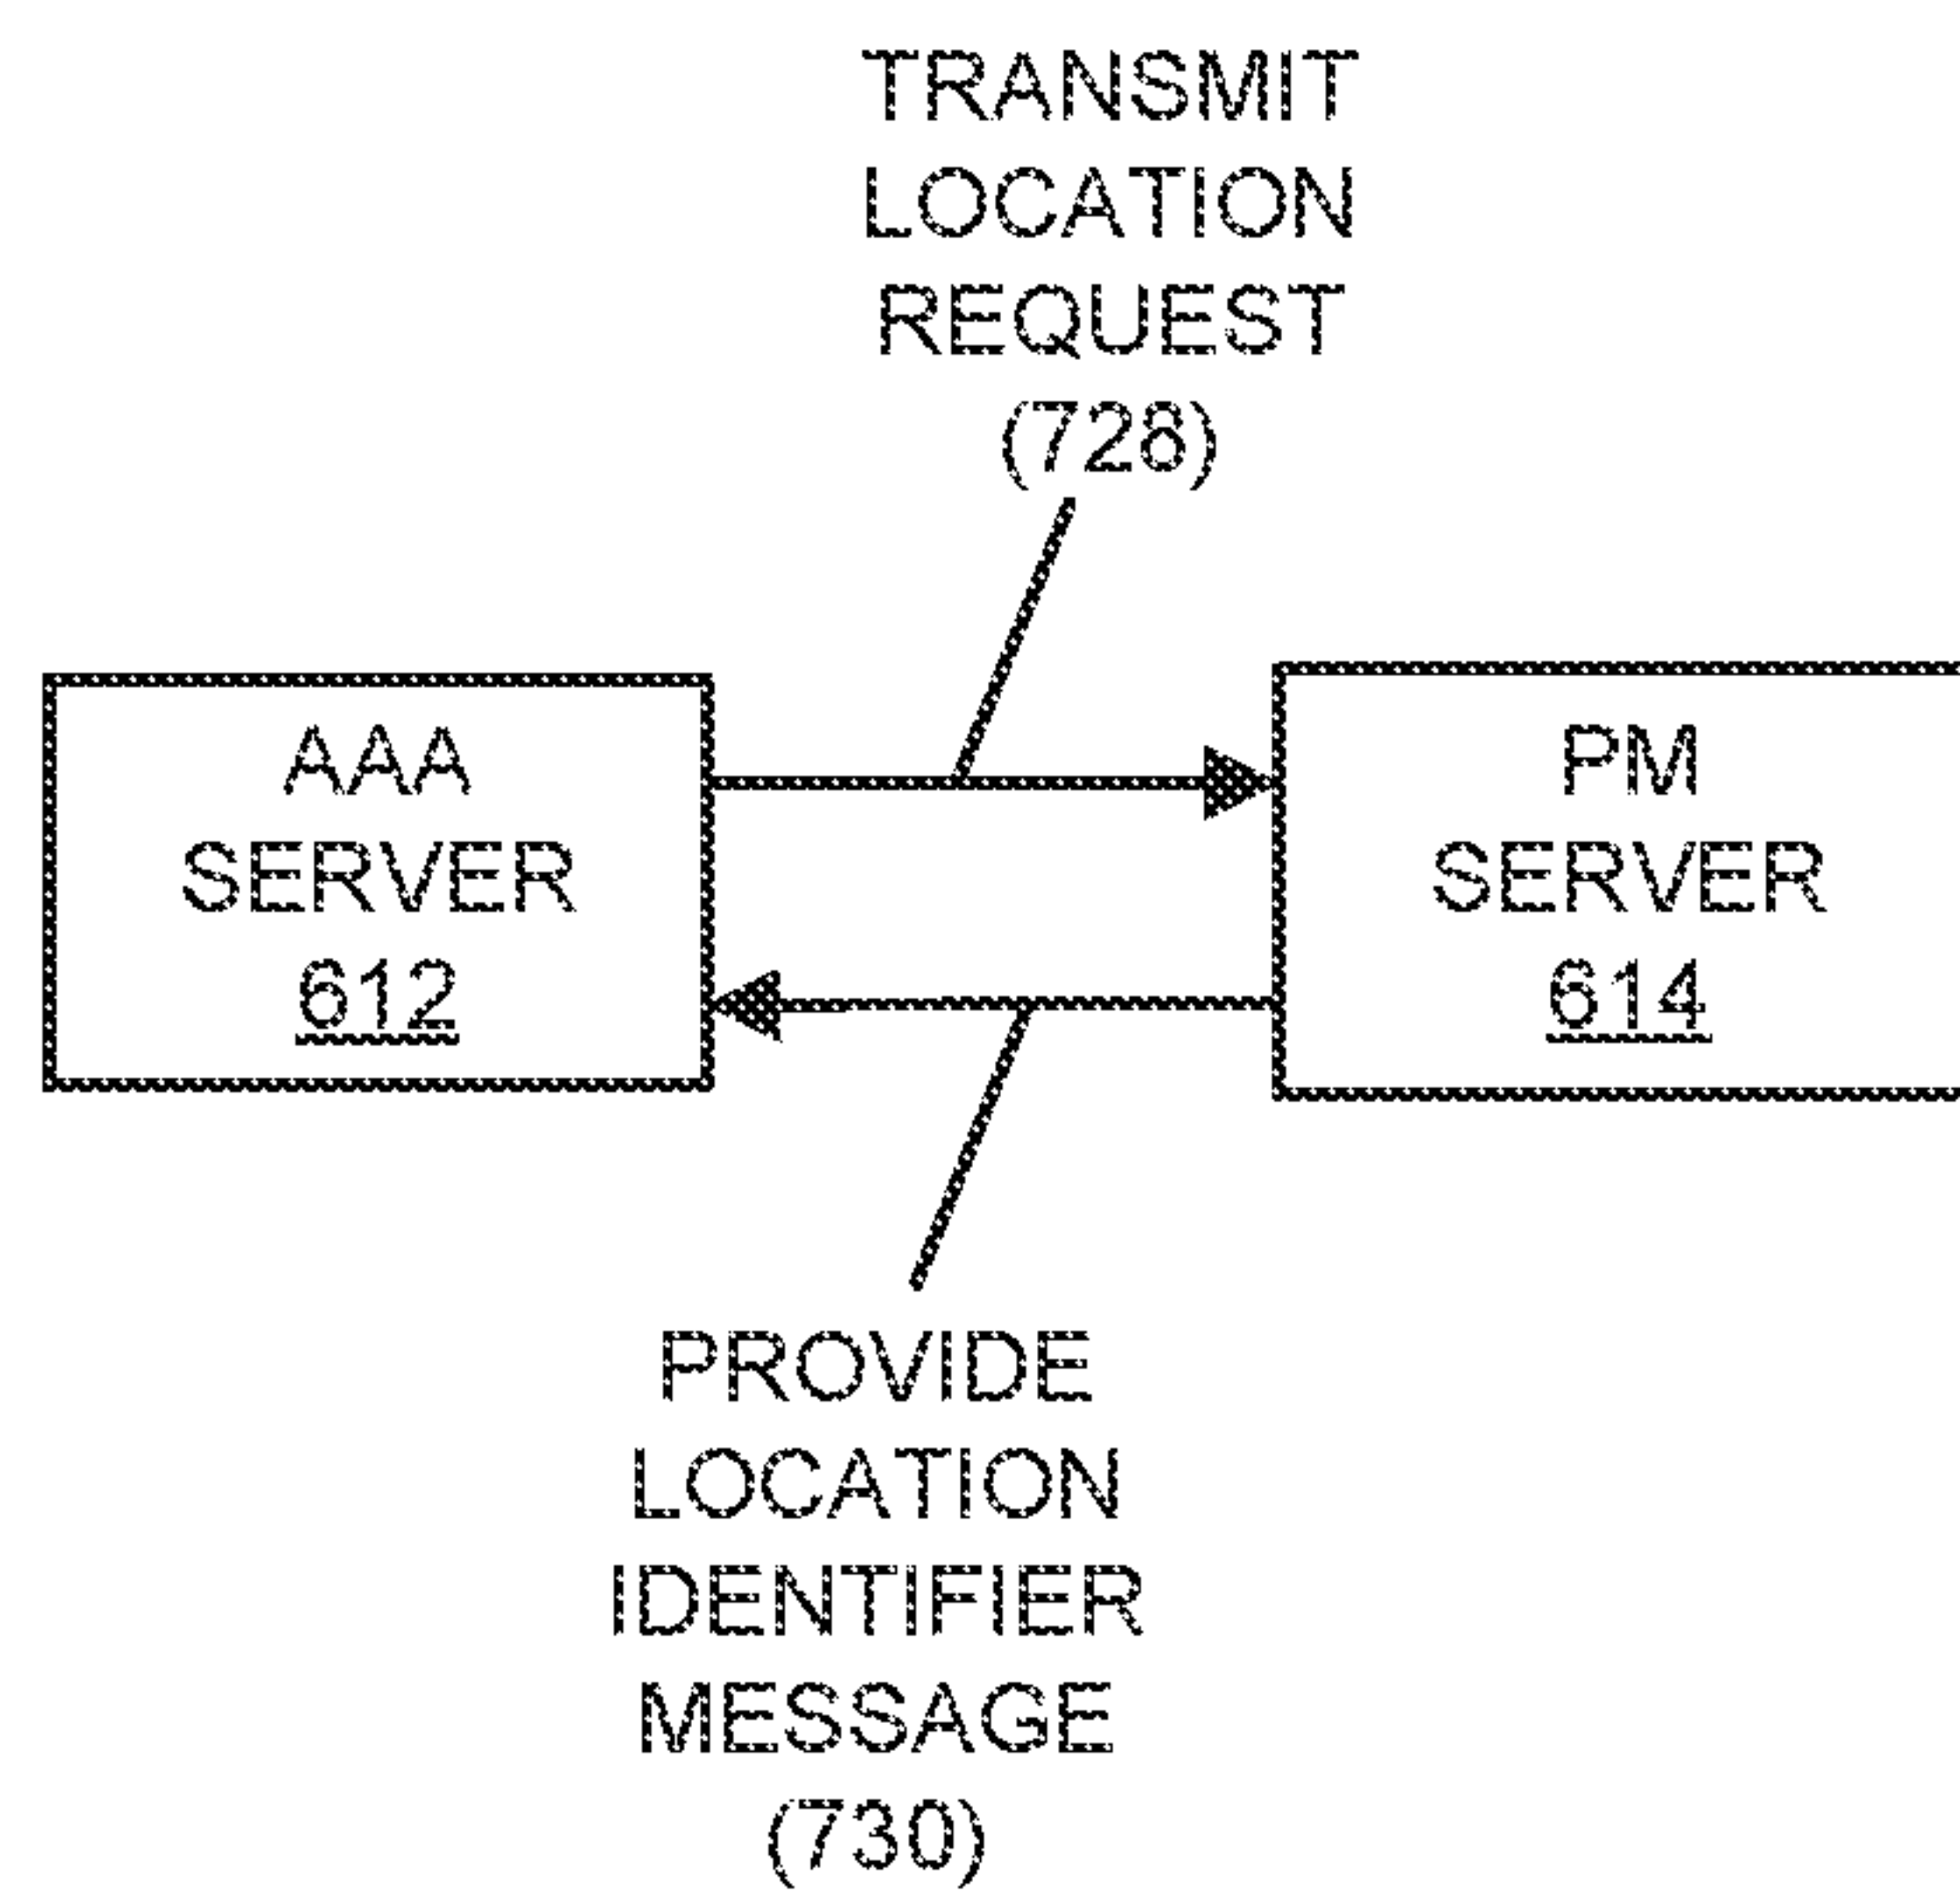 TRANSMIT
LOCATION
REQUEST
(728)
AAA
SERVER
612
PM
SERVER
614
PROVIDE
LOCATION
IDENTIFIER
MESSAGE
(730)